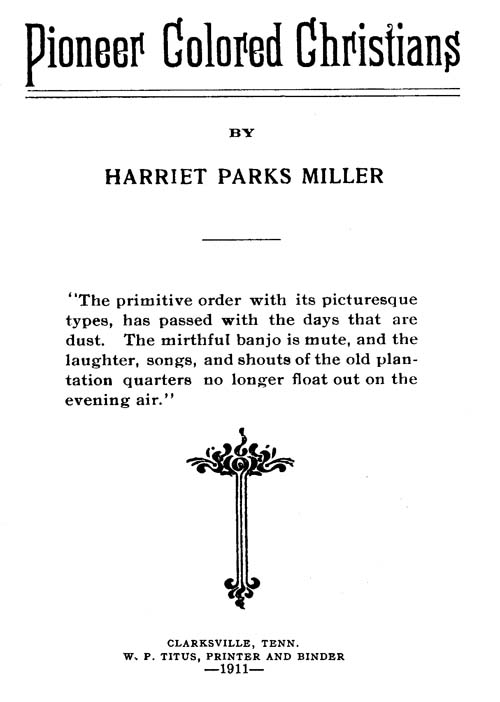 Pioneer Colored Christians
BY
HARRIET PARKS MILLER
"The primitive order with its picturesque
types, has passed with the days that are
dust. The mirthful banjo is mute, and the
laughter, songs, and shouts of the old plan-
tation quarters no longer float out on the
evening air."
CLARKSVILLE, TENN.
W. P. TITUS, PRINTER AND BINDER
—1911—